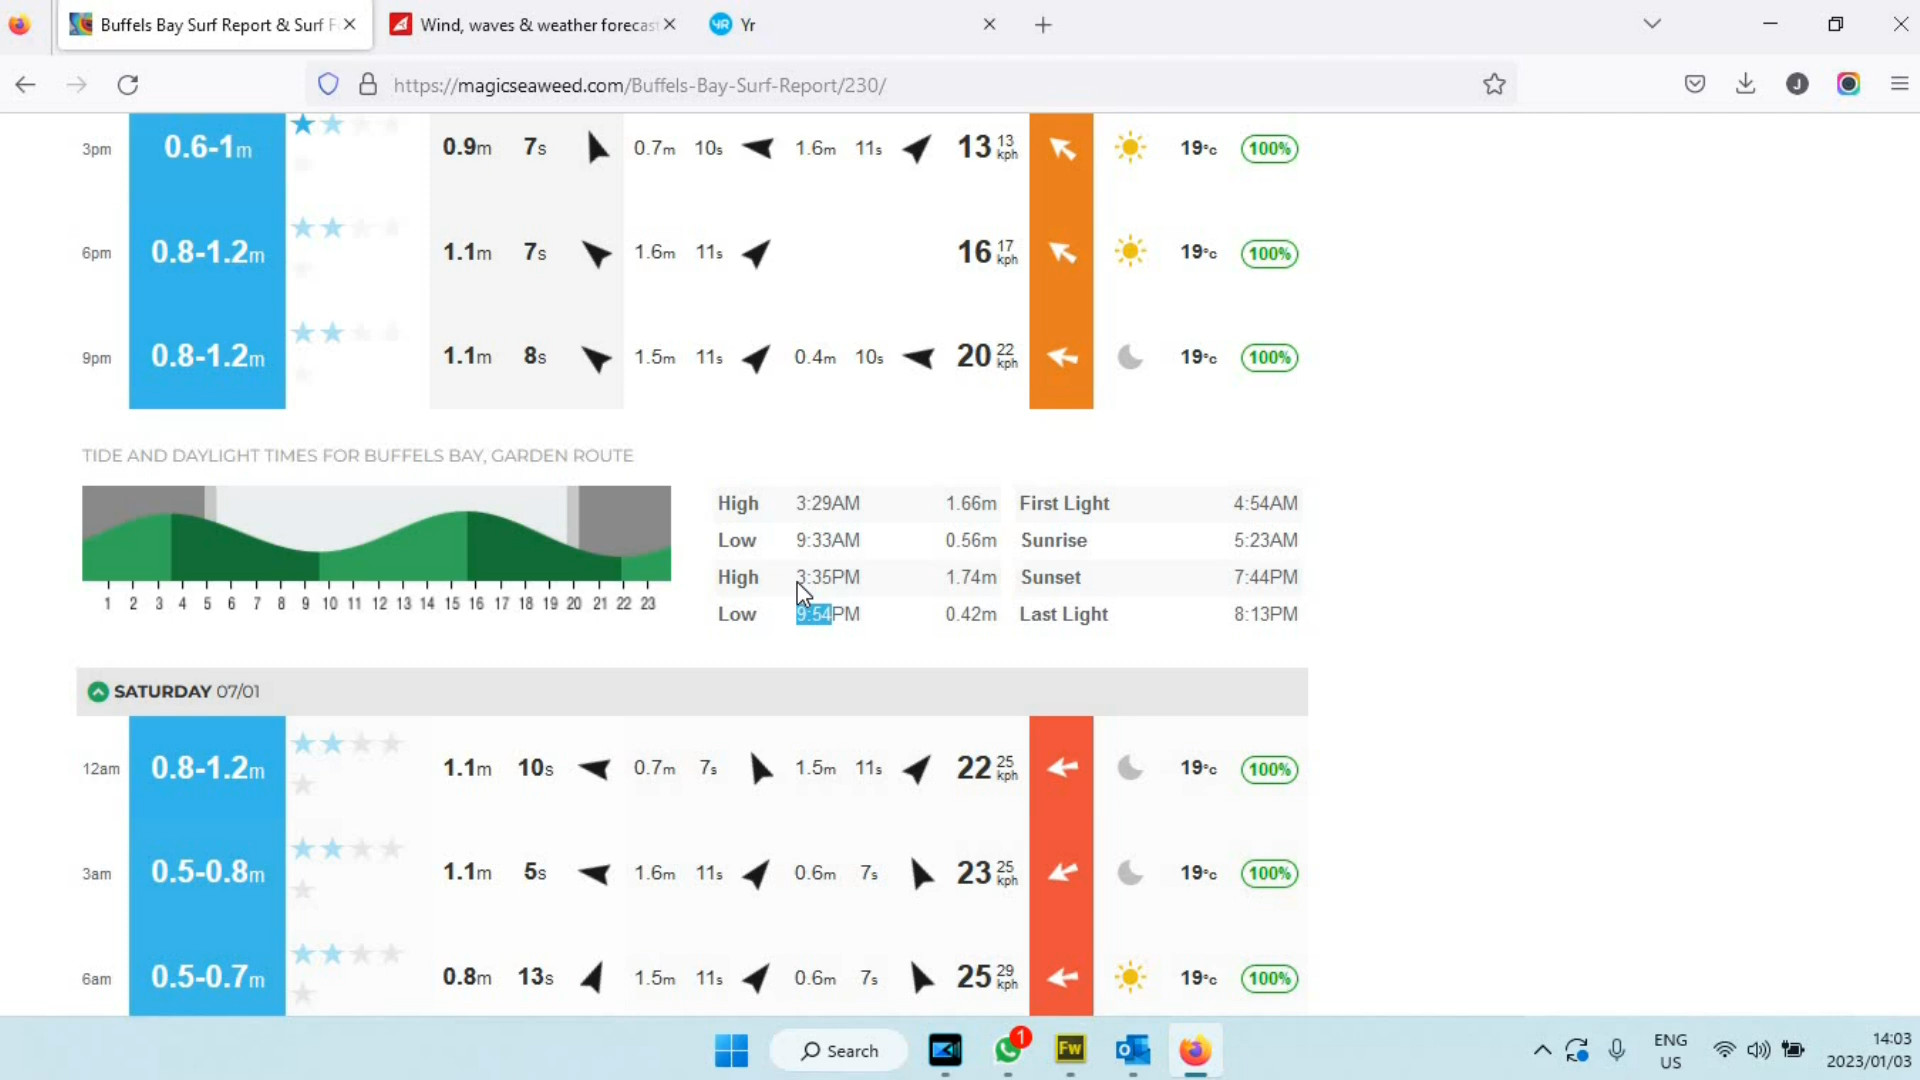 Buffels Bay Surf Report & Surf F
Wind, waves & weather forecas
YR Yr
https://magicseaweed.com/Buffels-Bay-Surf-Report/230/
J
3pm 0.6-1m 0.9m 7s 0.7m 10s 1.6m 11s 13 13 kph 19°c 100%
6pm 0.8-1.2m 1.1m 7s 1.6m 11s 16 17 kph 19°c 100%
9pm 0.8-1.2m 1.1m 8s 1.5m 11s 0.4m 10s 20 22 kph 19°c 100%
TIDE AND DAYLIGHT TIMES FOR BUFFELS BAY, GARDEN ROUTE
High 3:29AM 1.66m First Light 4:54AM
Low 9:33AM 0.56m Sunrise 5:23AM
High 3:35PM 1.74m Sunset 7:44PM
Low 9:54PM 0.42m Last Light 8:13PM
1 2 3 4 5 6 7 8 9 10 11 12 13 14 15 16 17 18 19 20 21 22 23
SATURDAY 07/01
12am 0.8-1.2m 1.1m 10s 0.7m 7s 1.5m 11s 22 25 kph 19°c 100%
3am 0.5-0.8m 1.1m 5s 1.6m 11s 0.6m 7s 23 25 kph 19°c 100%
6am 0.5-0.7m 0.8m 13s 1.5m 11s 0.6m 7s 25 29 kph 19°c 100%
Search
1
Fw
ENG
US
14:03
2023/01/03